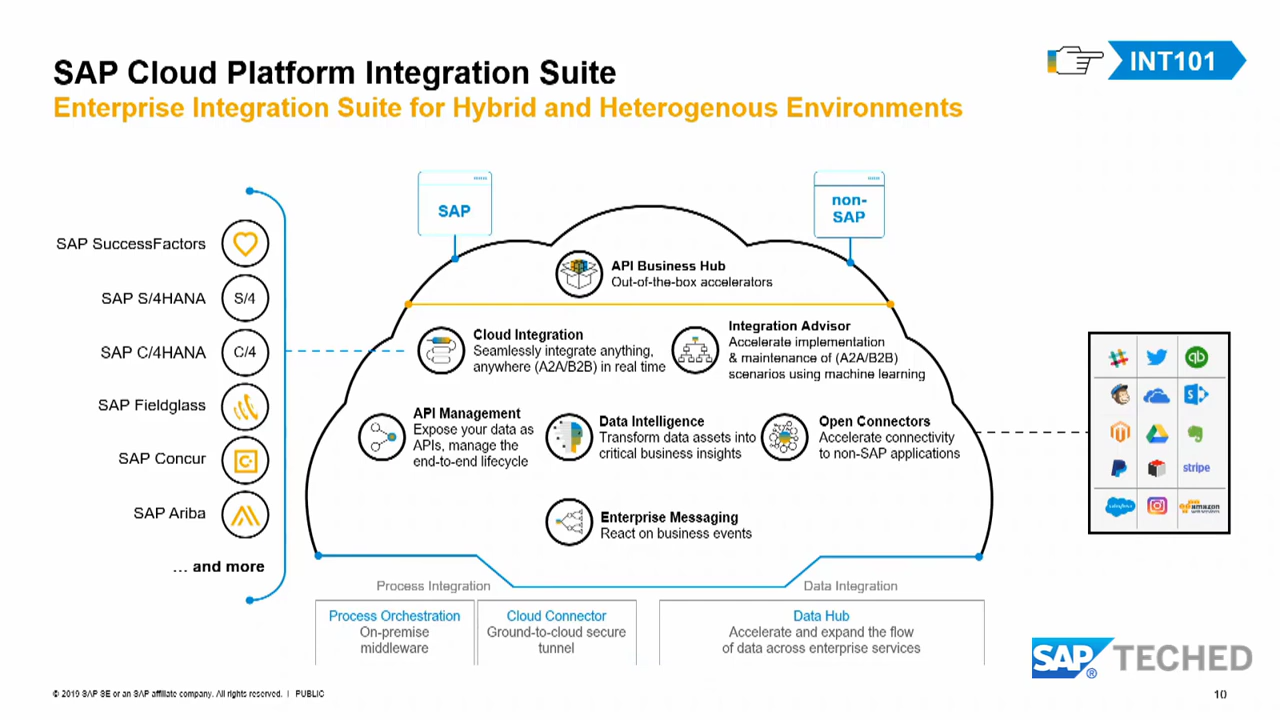 SAP Cloud Platform Integration Suite
Enterprise Integration Suite for Hybrid and Heterogenous Environments
INT101
SAP
non-
SAP
SAP SuccessFactors
SAP S/4HANA
S/4
SAP C/4HANA
C/4
SAP Fieldglass
SAP Concur
SAP Ariba
... and more
API Business Hub
Out-of-the-box accelerators
Cloud Integration
Seamlessly integrate anything,
anywhere (A2A/B2B) in real time
Integration Advisor
Accelerate implementation
& maintenance of (A2A/B2B)
scenarios using machine learning
API Management
Expose your data as
APIs, manage the
end-to-end lifecycle
Data Intelligence
Transform data assets into
critical business insights
Open Connectors
Accelerate connectivity
to non-SAP applications
Enterprise Messaging
React on business events
qb
stripe
salesforce
amazon
Process Integration
Data Integration
Process Orchestration
On-premise
middleware
Cloud Connector
Ground-to-cloud secure
tunnel
Data Hub
Accelerate and expand the flow
of data across enterprise services
SAP® TECHED
© 2019 SAP SE or an SAP affiliate company. All rights reserved. | PUBLIC
10